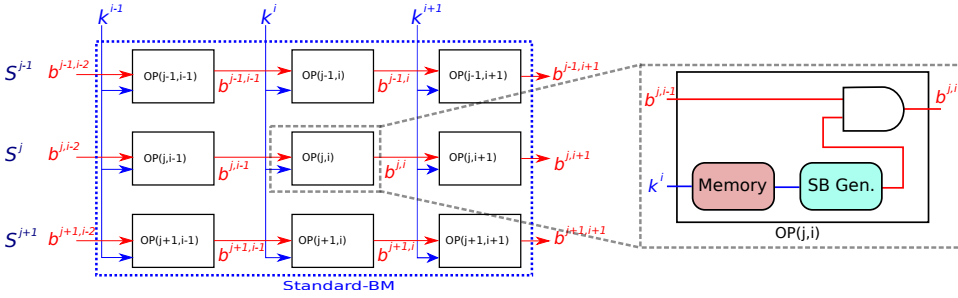 k^i-1 k^i k^i+1
S^j-1 b^j-1,i-2 OP(j-1,i-1) b^j-1,i-1 OP(j-1,i) b^j-1,i OP(j-1,i+1) b^j-1,i+1
S^j b^j,i-2 OP(j,i-1) b^j,i-1 OP(j,i) b^j,i OP(j,i+1) b^j,i+1
S^j+1 b^j+1,i-2 OP(j+1,i-1) b^j+1,i-1 OP(j+1,i) b^j+1,i OP(j+1,i+1) b^j+1,i+1
Standard-BM
b^j,i-1 b^j,i
k^i Memory SB Gen.
OP(j,i)